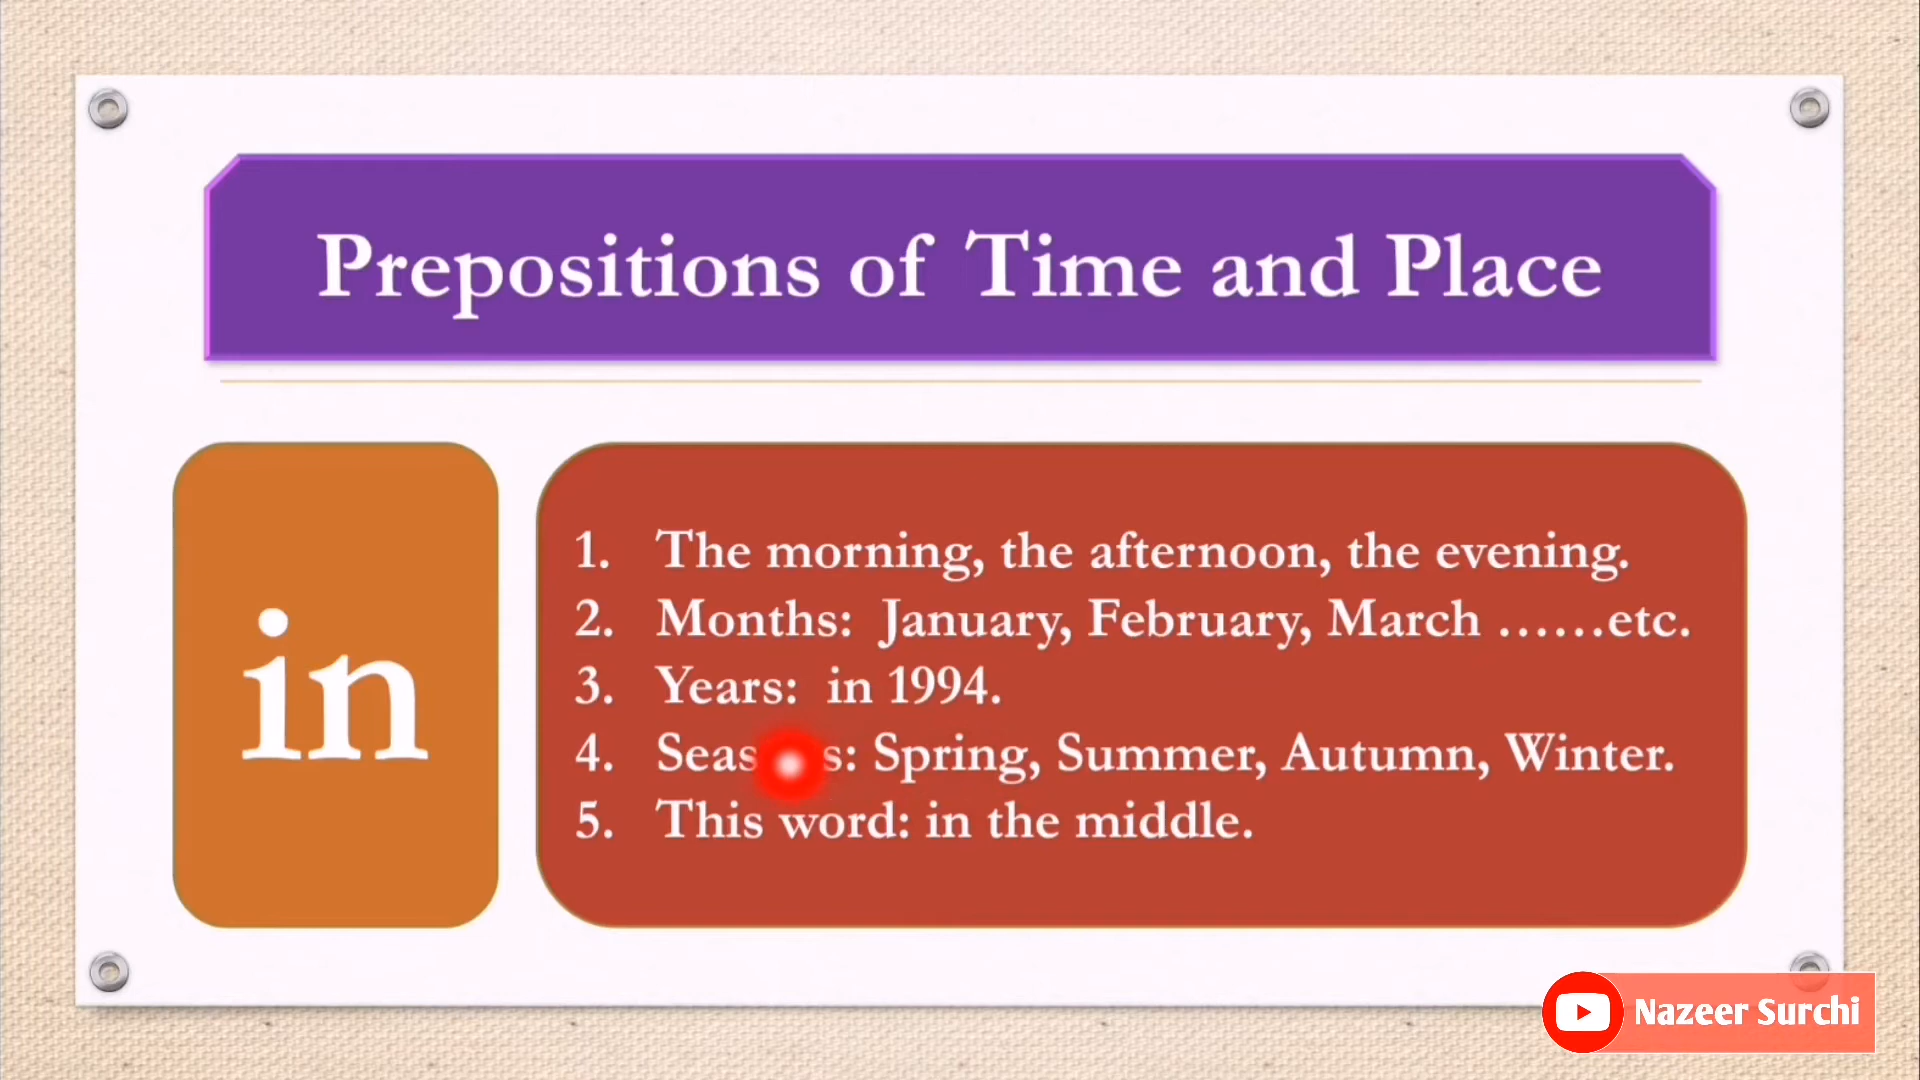 Prepositions of Time and Place
in
1. The morning, the afternoon, the evening.
2. Months: January, February, March ......etc.
3. Years: in 1994.
4. Spring, Summer, Autumn, Winter.
5. This word: in the middle.
Nazeer Surchi